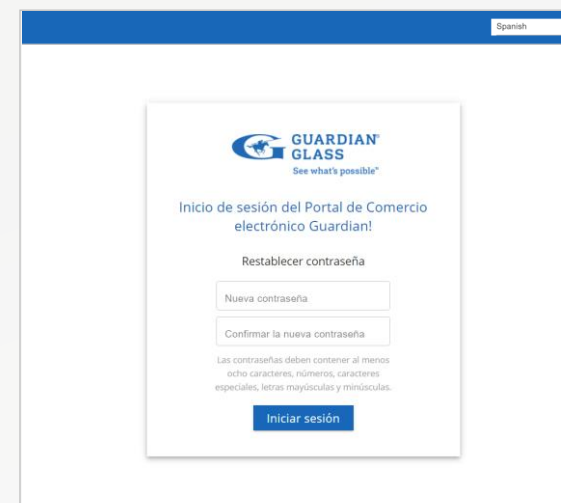 Spanish
GUARDIAN®
GLASS
See what's possible™
Inicio de sesión del Portal de Comercio
electrónico Guardian!
Restablecer contraseña
Nueva contraseña
Confirmar la nueva contraseña
Las contraseñas deben contener al menos
ocho caracteres, números, caracteres
especiales, letras mayúsculas y minúsculas.
Iniciar sesión